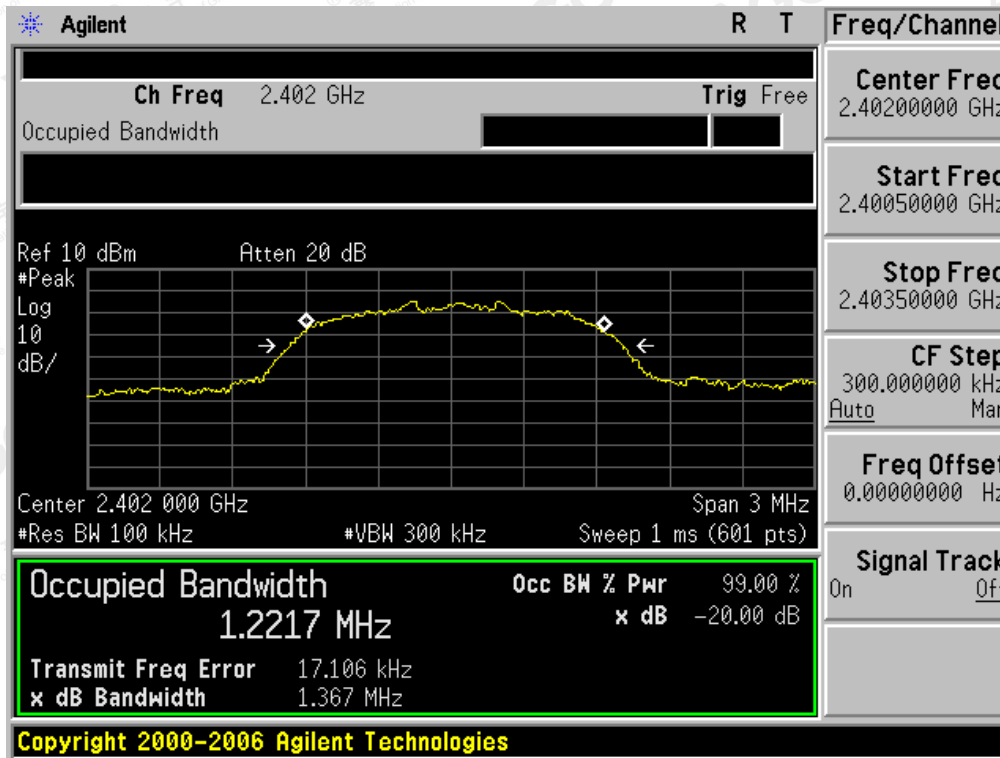 Agilent R T Freq/Channel
Ch Freq 2.402 GHz Trig Free
Occupied Bandwidth
Center Freq
2.40200000 GHz
Start Freq
2.40050000 GHz
Stop Freq
2.40350000 GHz
CF Step
300.000000 kHz
Auto Man
Freq Offset
0.00000000 Hz
Signal Track
On Off
Ref 10 dBm Atten 20 dB
#Peak
Log
10
dB/
Center 2.402 000 GHz Span 3 MHz
#Res BW 100 kHz #VBW 300 kHz Sweep 1 ms (601 pts)
Occupied Bandwidth Occ BW % Pwr 99.00 %
1.2217 MHz x dB -20.00 dB
Transmit Freq Error 17.106 kHz
x dB Bandwidth 1.367 MHz
Copyright 2000-2006 Agilent Technologies